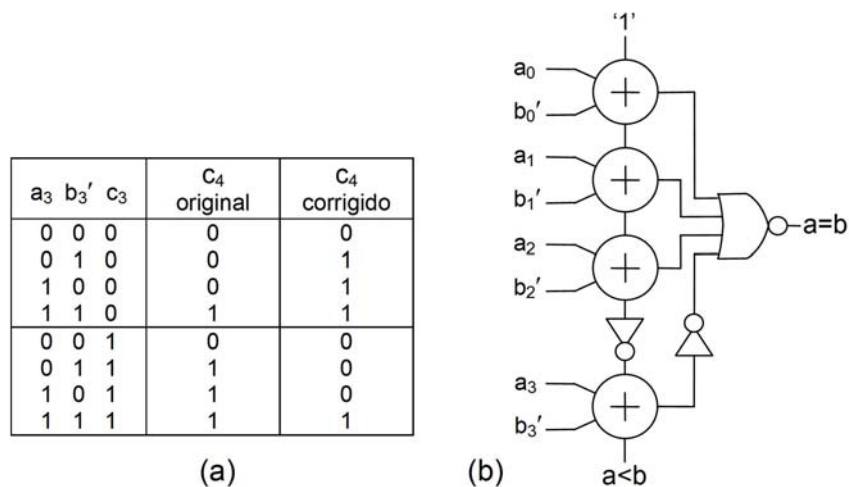 a₃ b₃′ c₃ c₄ original c₄ corrigido
0 0 0 0 0
0 1 0 0 1
1 0 0 0 1
1 1 0 1 1
0 0 1 0 0
0 1 1 1 0
1 0 1 1 0
1 1 1 1 1
(a)
‘1’
a₀
+
b₀′
a₁
+
b₁′
a=b
a₂
+
b₂′
a₃
+
b₃′
a<b
(b)